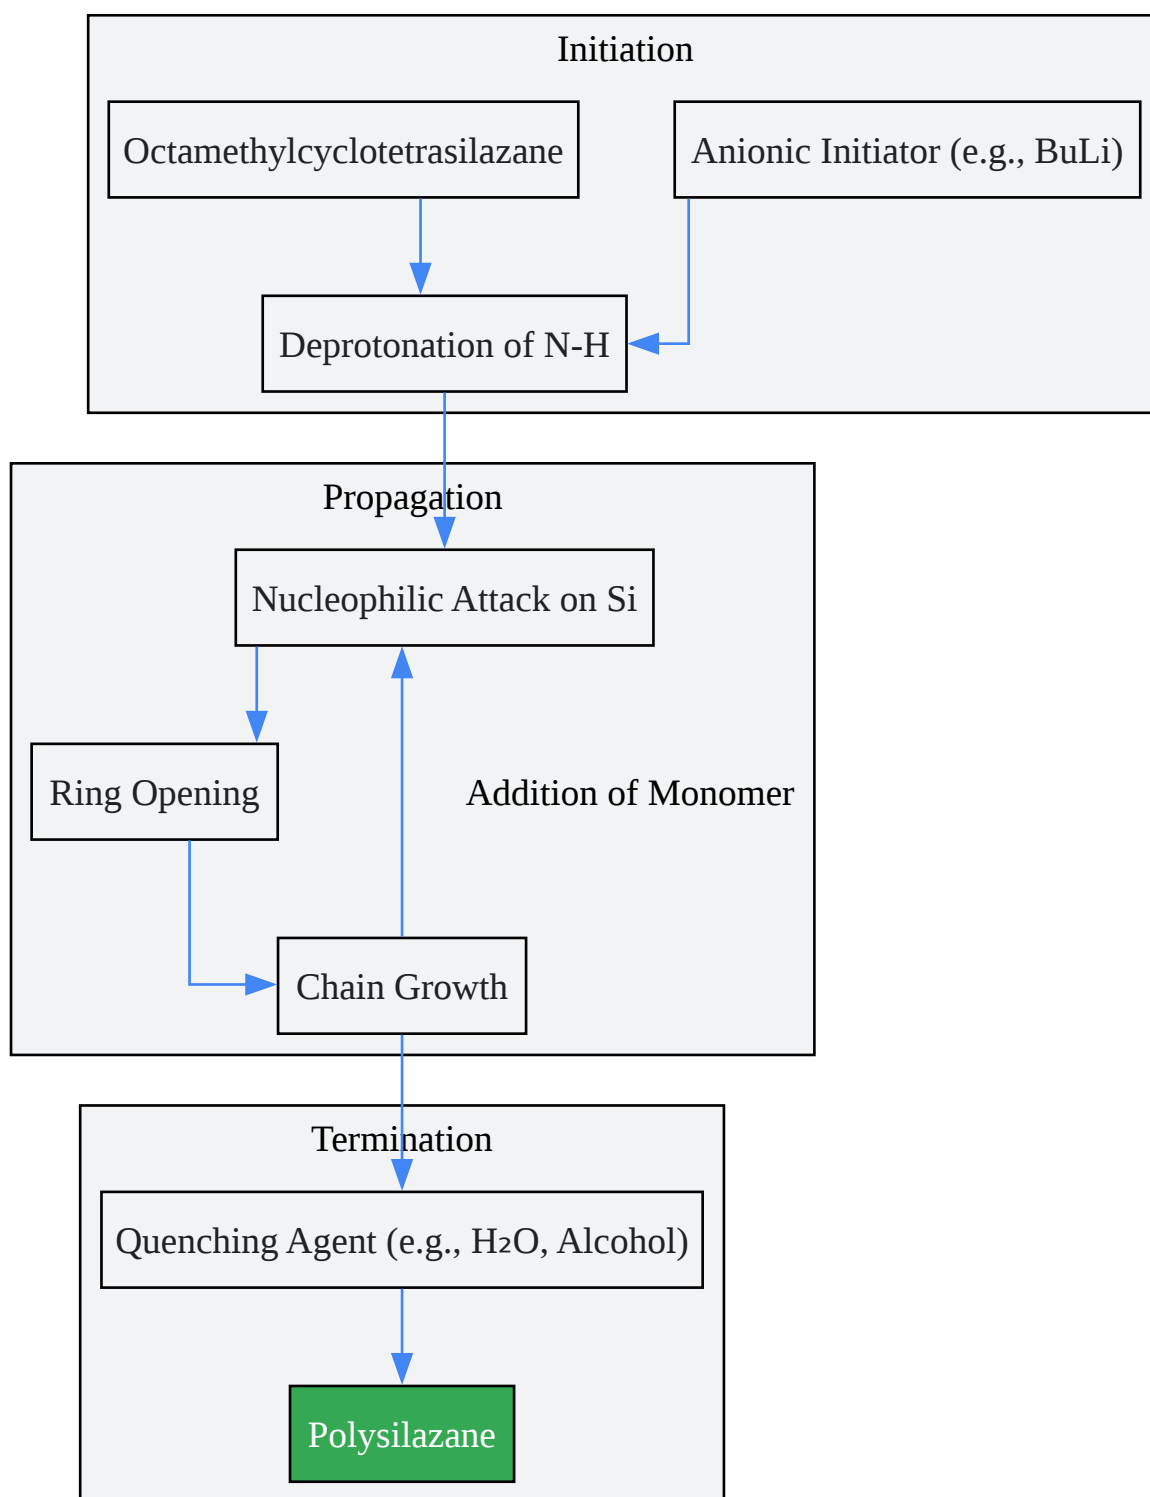 Initiation
Octamethylcyclotetrasilazane
Anionic Initiator (e.g., BuLi)
Deprotonation of N-H
Propagation
Nucleophilic Attack on Si
Ring Opening
Addition of Monomer
Chain Growth
Termination
Quenching Agent (e.g., H₂O, Alcohol)
Polysilazane